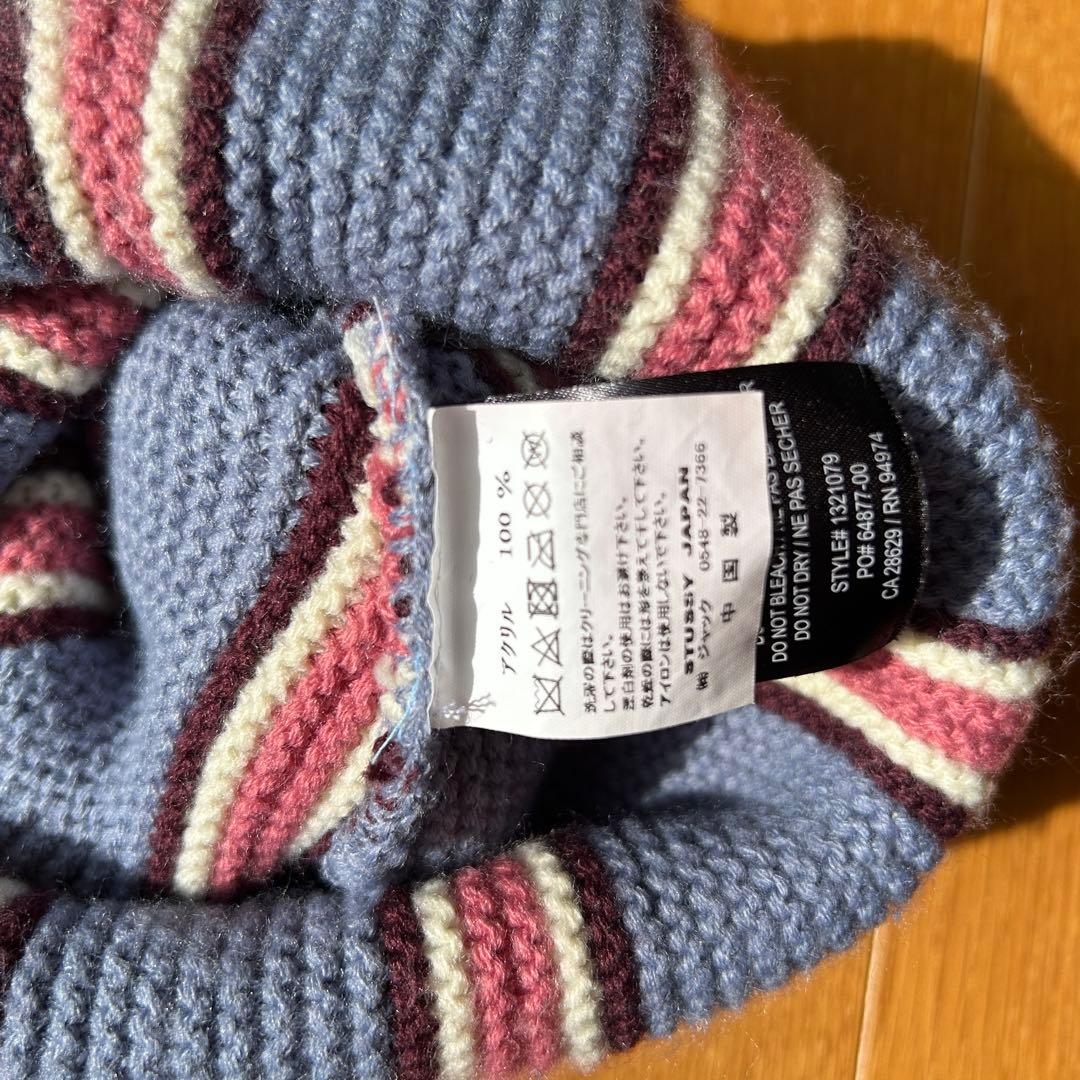 アクリル 100 %
洗濯の際はクリーニング専門店にご相談
して下さい。
漂白剤の使用はお避け下さい。
乾燥の際には形を整えて干して下さい。
アイロンは使用しないで下さい。
STUSSY JAPAN
㈱ ジャック 0548-22-7366
中国製
DO NOT BLEACH / NE PAS
DO NOT DRY / NE PAS SECHER
STYLE# 1321079
PO# 64877-00
CA 28629 / RN 94974